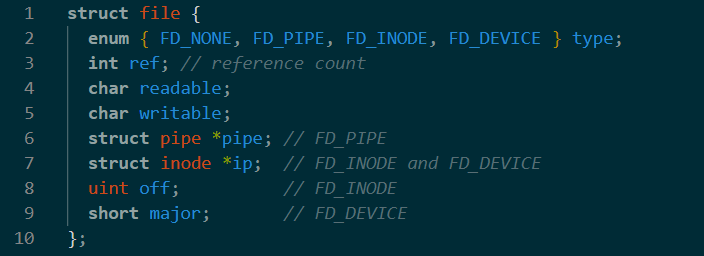 1 struct file {
2   enum { FD_NONE, FD_PIPE, FD_INODE, FD_DEVICE } type;
3   int ref; // reference count
4   char readable;
5   char writable;
6   struct pipe *pipe; // FD_PIPE
7   struct inode *ip;  // FD_INODE and FD_DEVICE
8   uint off;          // FD_INODE
9   short major;       // FD_DEVICE
10 };